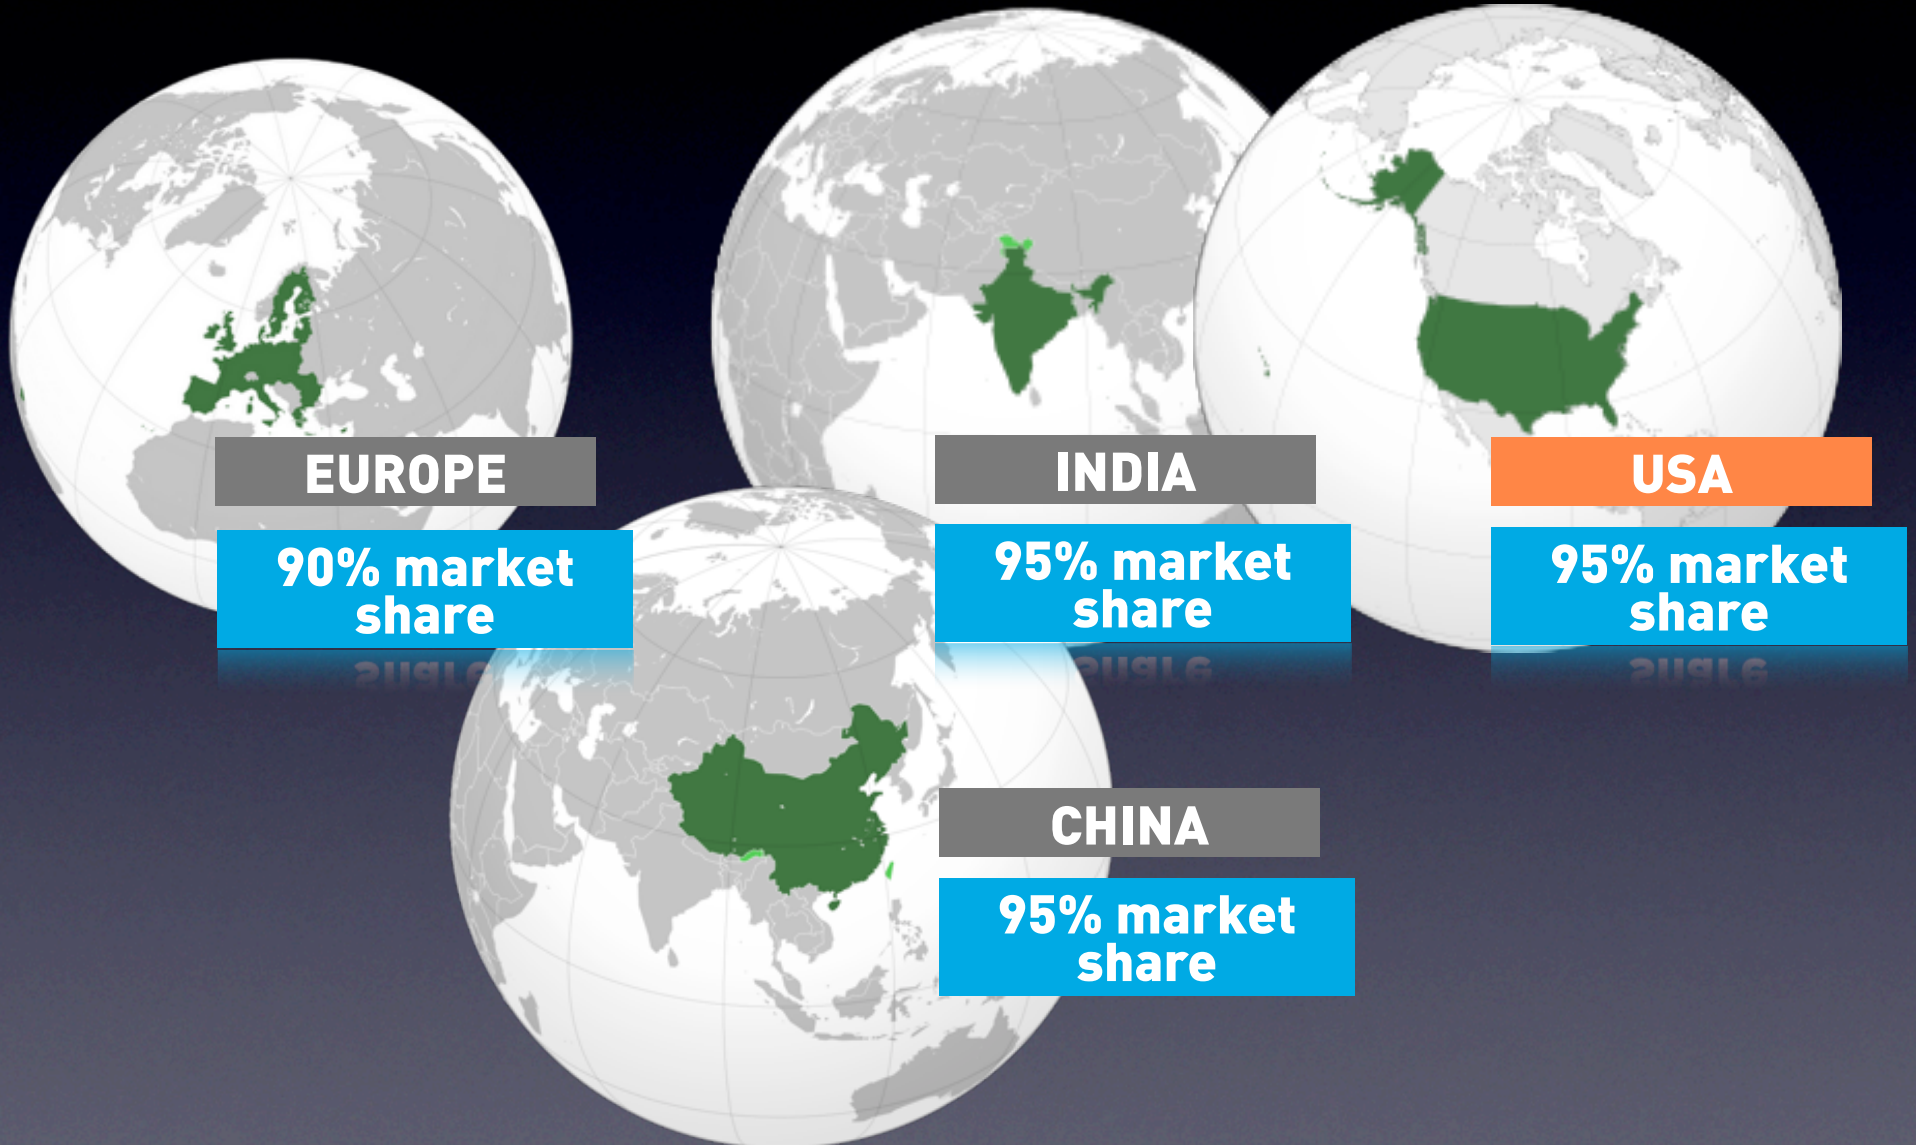 EUROPE
90% market
share
INDIA
95% market
share
USA
95% market
share
CHINA
95% market
share